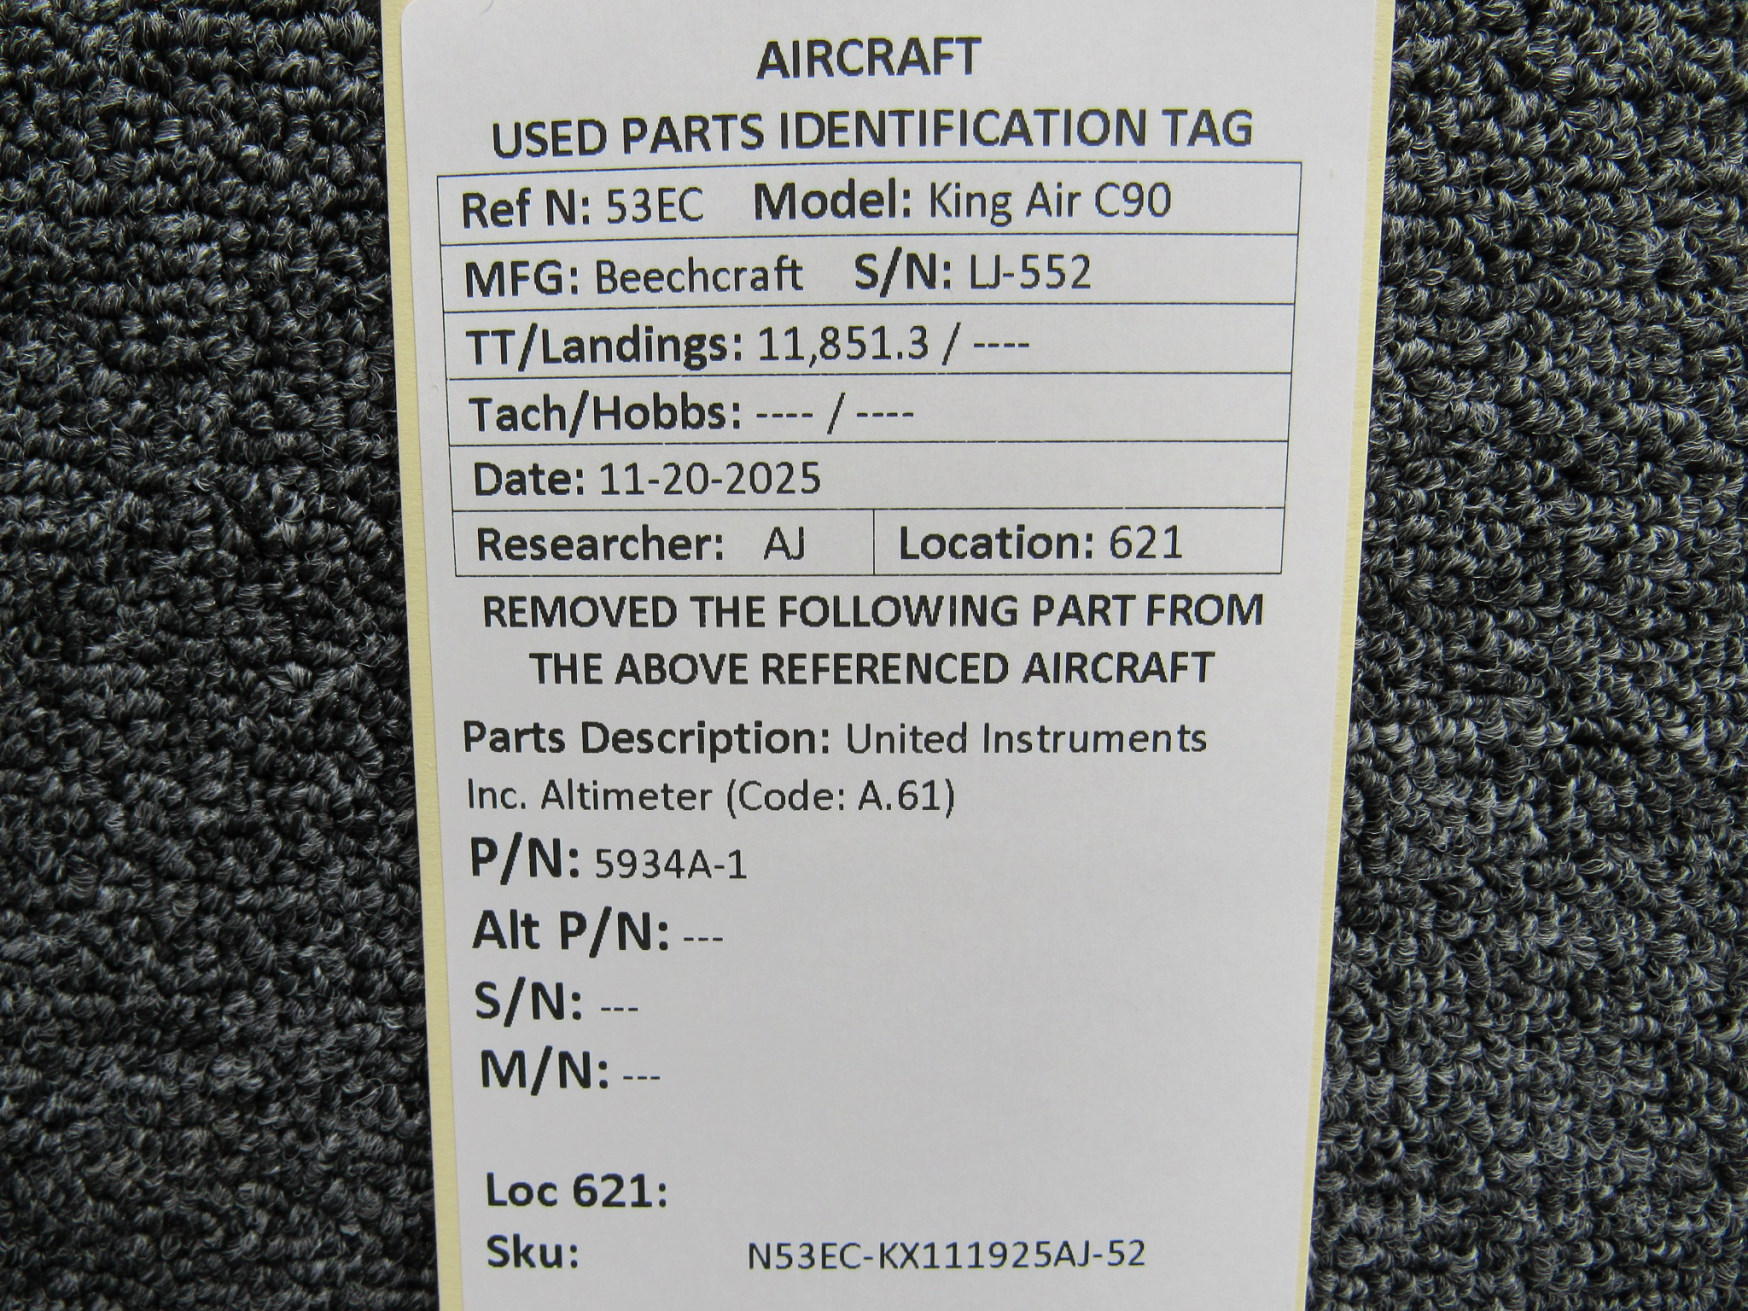 AIRCRAFT
USED PARTS IDENTIFICATION TAG
Ref N: 53EC Model: King Air C90
MFG: Beechcraft S/N: LJ-552
TT/Landings: 11,851.3 / ----
Tach/Hobbs: ---- / ----
Date: 11-20-2025
Researcher: AJ Location: 621
REMOVED THE FOLLOWING PART FROM
THE ABOVE REFERENCED AIRCRAFT
Parts Description: United Instruments
Inc. Altimeter (Code: A.61)
P/N: 5934A-1
Alt P/N: ---
S/N: ---
M/N: ---
Loc 621:
Sku: N53EC-KX111925AJ-52